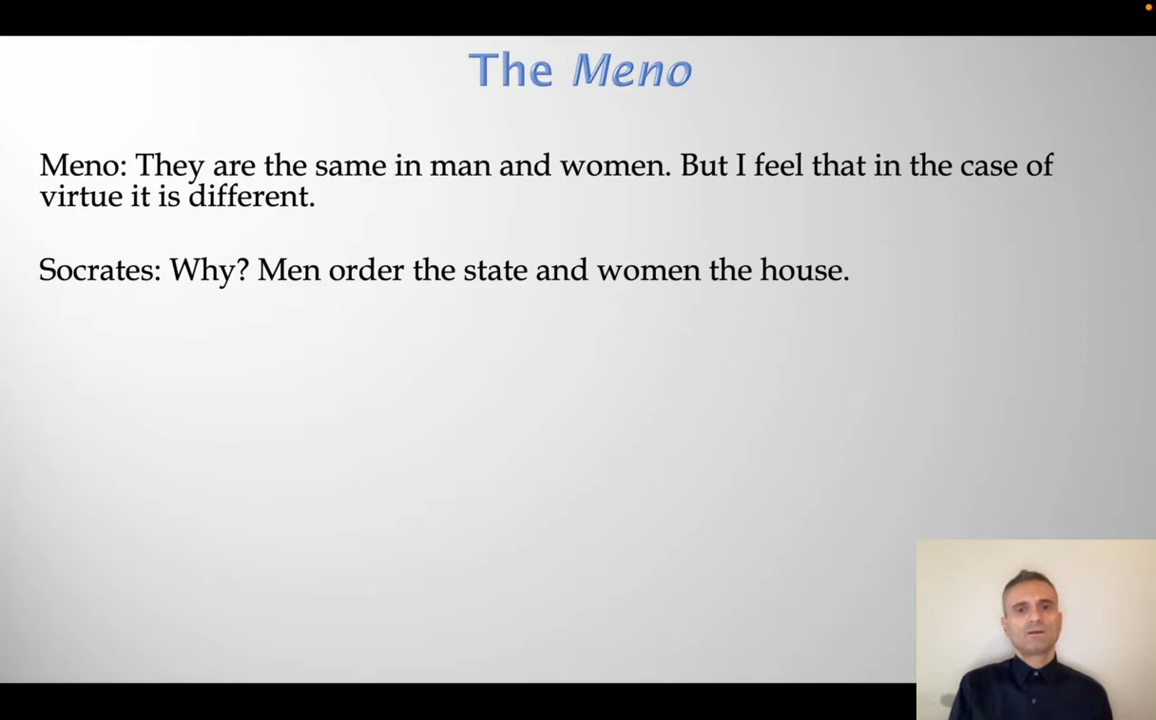 The Meno
Meno: They are the same in man and women. But I feel that in the case of
virtue it is different.
Socrates: Why? Men order the state and women the house.